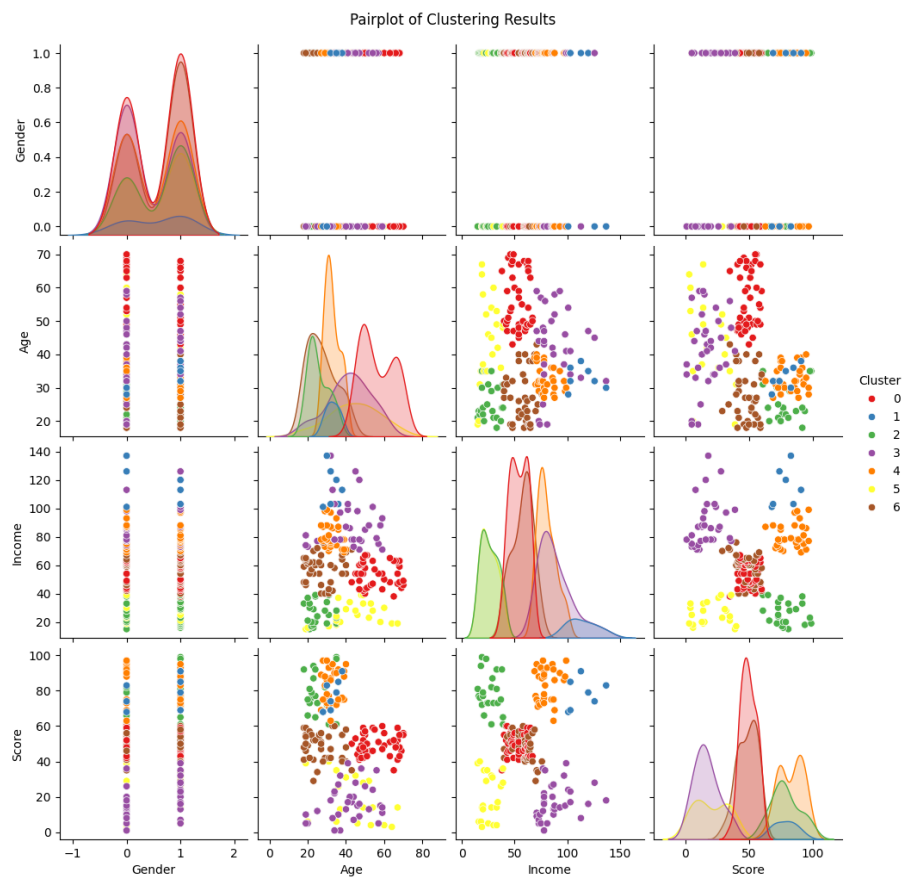 Pairplot of Clustering Results
1.0
0.8
0.6
0.4
0.2
0.0
Gender
70
60
50
40
30
20
Age
Cluster
0
1
2
3
4
5
6
140
120
100
80
60
40
20
Income
100
80
60
40
20
0
Score
−1 0 1 2
0 20 40 60 80
0 50 100 150
0 50 100
Gender Age Income Score